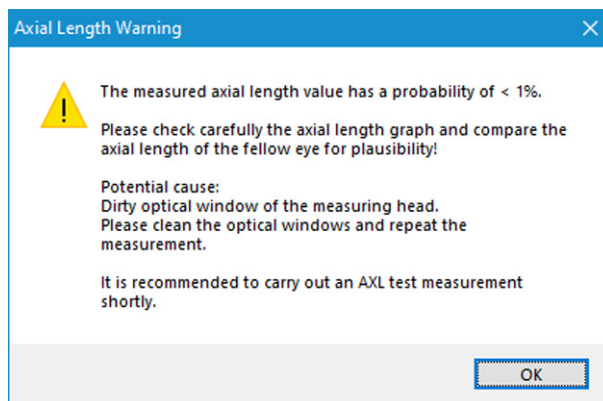 Axial Length Warning
The measured axial length value has a probability of < 1%.
Please check carefully the axial length graph and compare the
axial length of the fellow eye for plausibility!
Potential cause:
Dirty optical window of the measuring head.
Please clean the optical windows and repeat the
measurement.
It is recommended to carry out an AXL test measurement
shortly.
OK